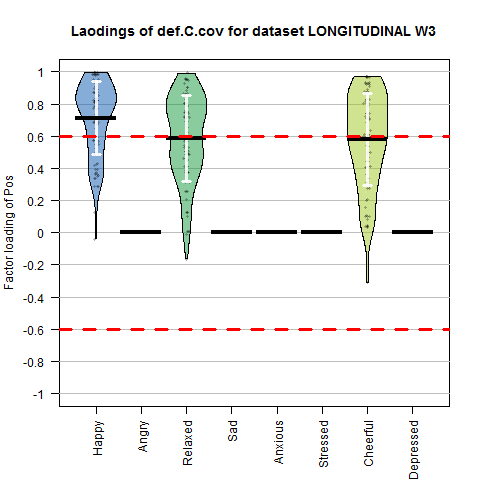 Laodings of def.C.cov for dataset LONGITUDINAL W3
Factor loading of Pos
1
0.8
0.6
0.4
0.2
0
-0.2
-0.4
-0.6
-0.8
-1
Happy
Angry
Relaxed
Sad
Anxious
Stressed
Cheerful
Depressed